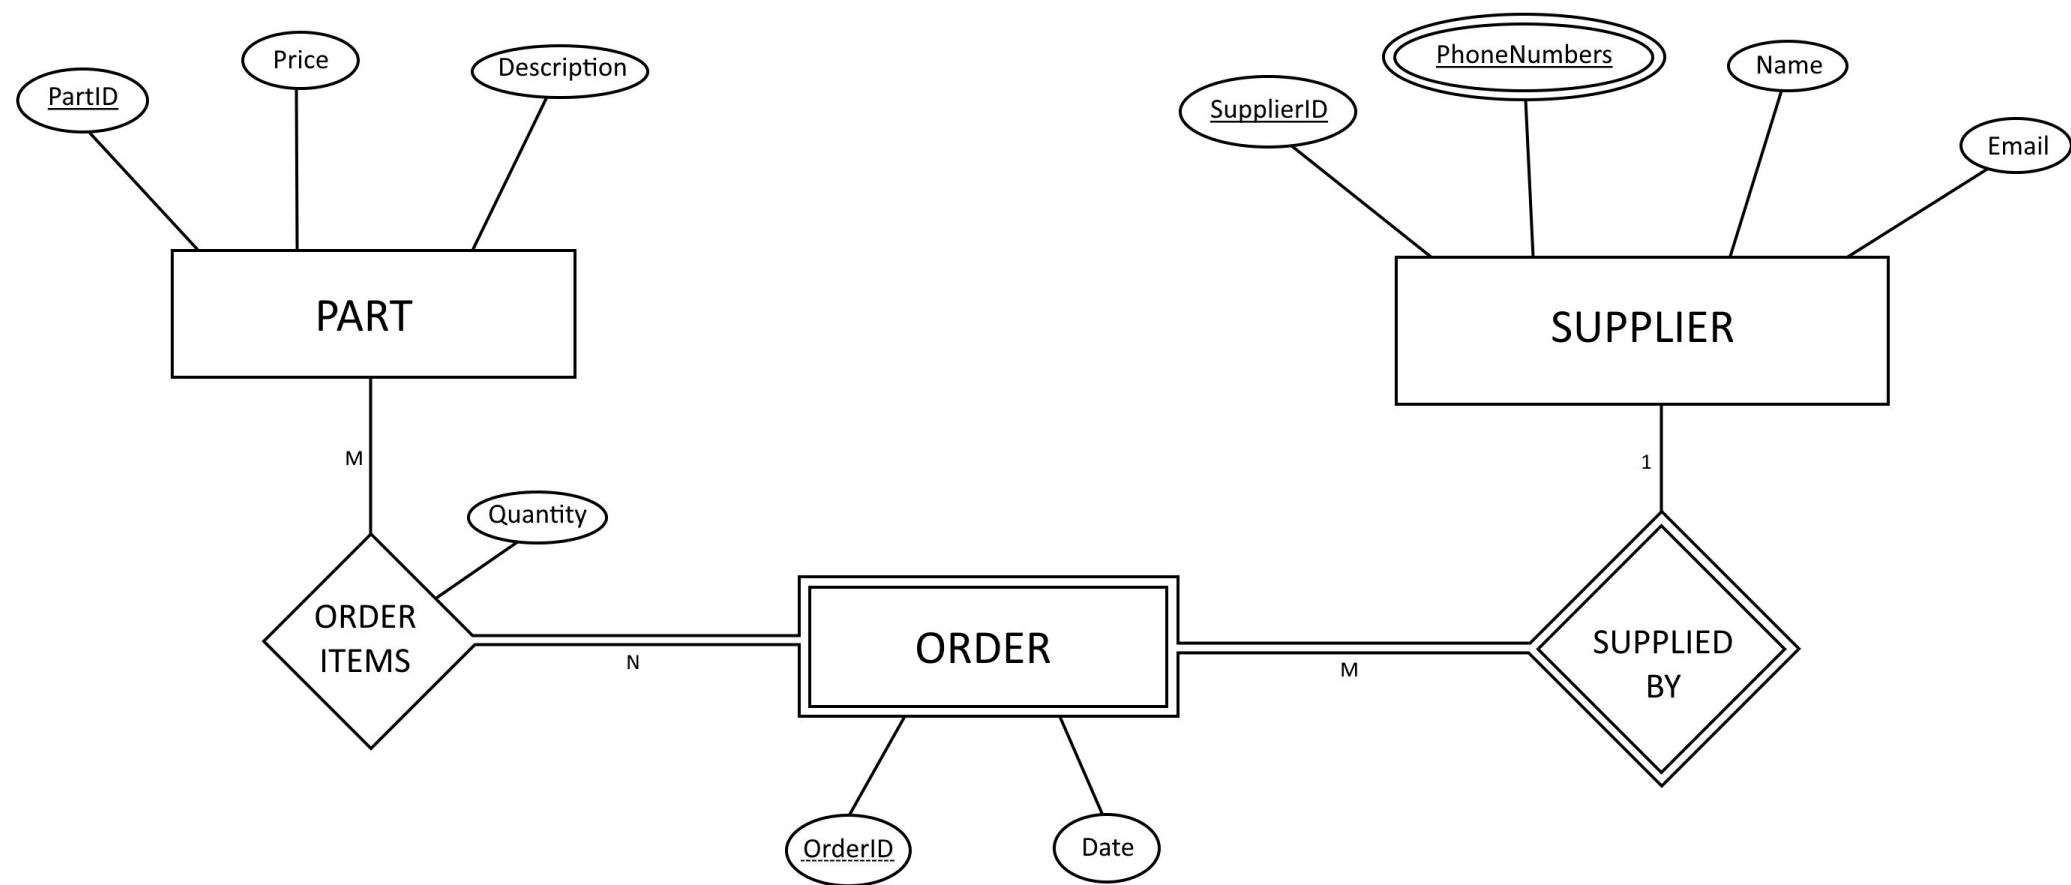 PartID
Price
Description
SupplierID
PhoneNumbers
Name
Email
PART
SUPPLIER
M
1
Quantity
ORDER
ITEMS
N
ORDER
M
SUPPLIED
BY
OrderID
Date